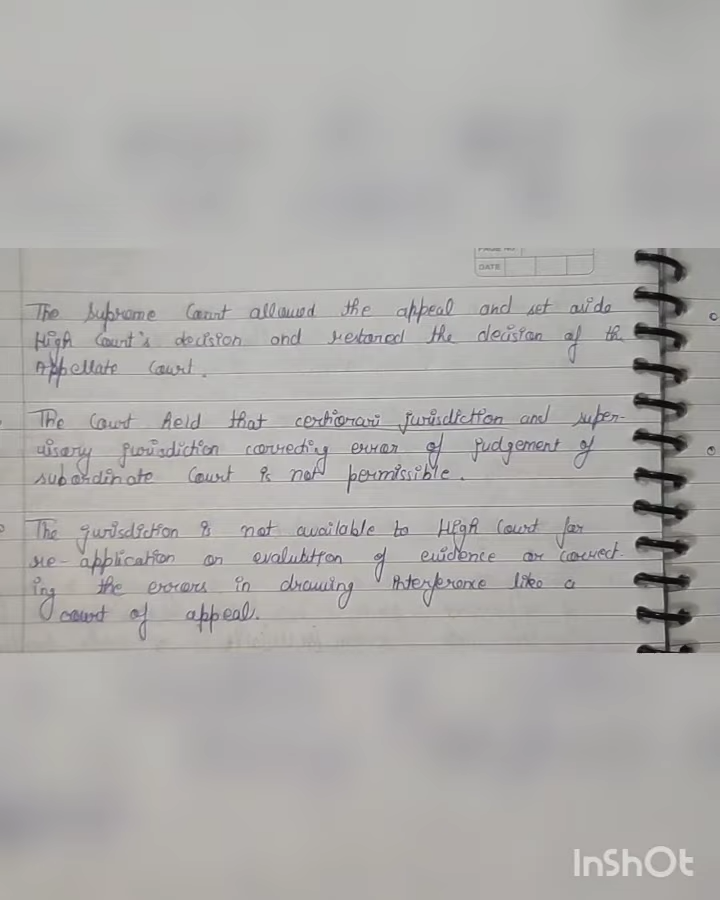 DATE
The Supreme Court allowed the appeal and set aside
High Court's decision and restored the decision of th
Appellate Court.
The Court held that certiorari jurisdiction and super-
visory jurisdiction correcting error of judgement of
subordinate Court is not permissible.
The jurisdiction is not available to High Court for
re-application or evalubtion of evidence or correct-
ing the errors in drawing interference like a
court of appeal.
InShOt